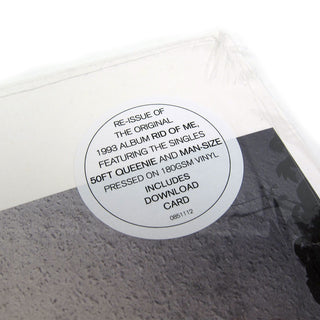 RE-ISSUE OF
THE ORIGINAL
1993 ALBUM RID OF ME,
FEATURING THE SINGLES
50FT QUEENIE AND MAN-SIZE
PRESSED ON 180GSM VINYL
INCLUDES
DOWNLOAD
CARD
0851112